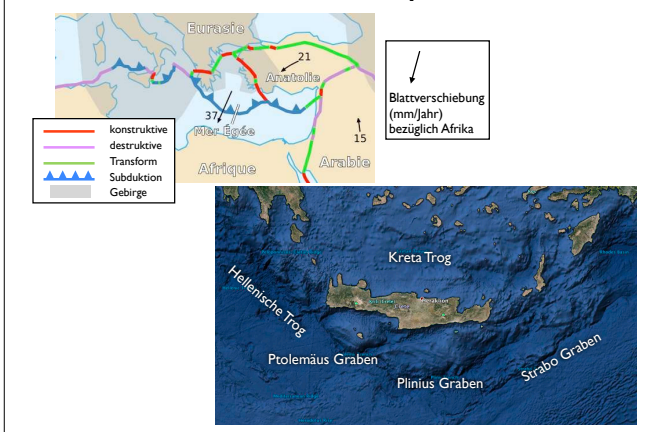 Eurasie
21
Anatolie
37
Mer Égée
15
Afrique
Arabie
Blattverschiebung
(mm/Jahr)
bezüglich Afrika
konstruktive
destruktive
Transform
Subduktion
Gebirge
Kreta Trog
Hellenische Trog
Ptolemäus Graben
Plinius Graben
Strabo Graben